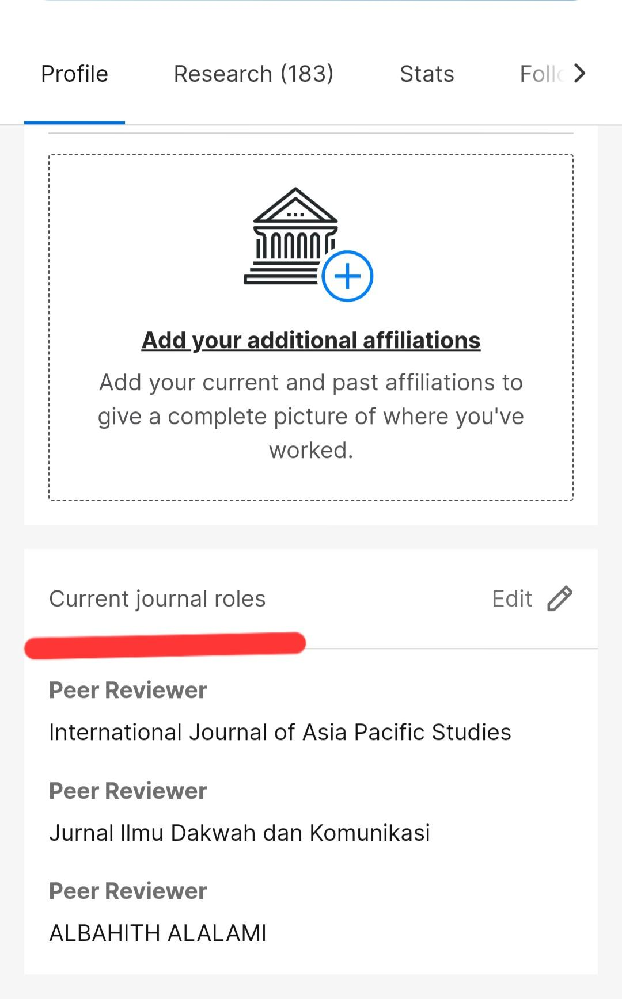 Profile
Research (183)
Stats
Add your additional affiliations
Add your current and past affiliations to
give a complete picture of where you've
worked.
Current journal roles
Edit
Peer Reviewer
International Journal of Asia Pacific Studies
Peer Reviewer
Jurnal Ilmu Dakwah dan Komunikasi
Peer Reviewer
ALBAHITH ALALAMI